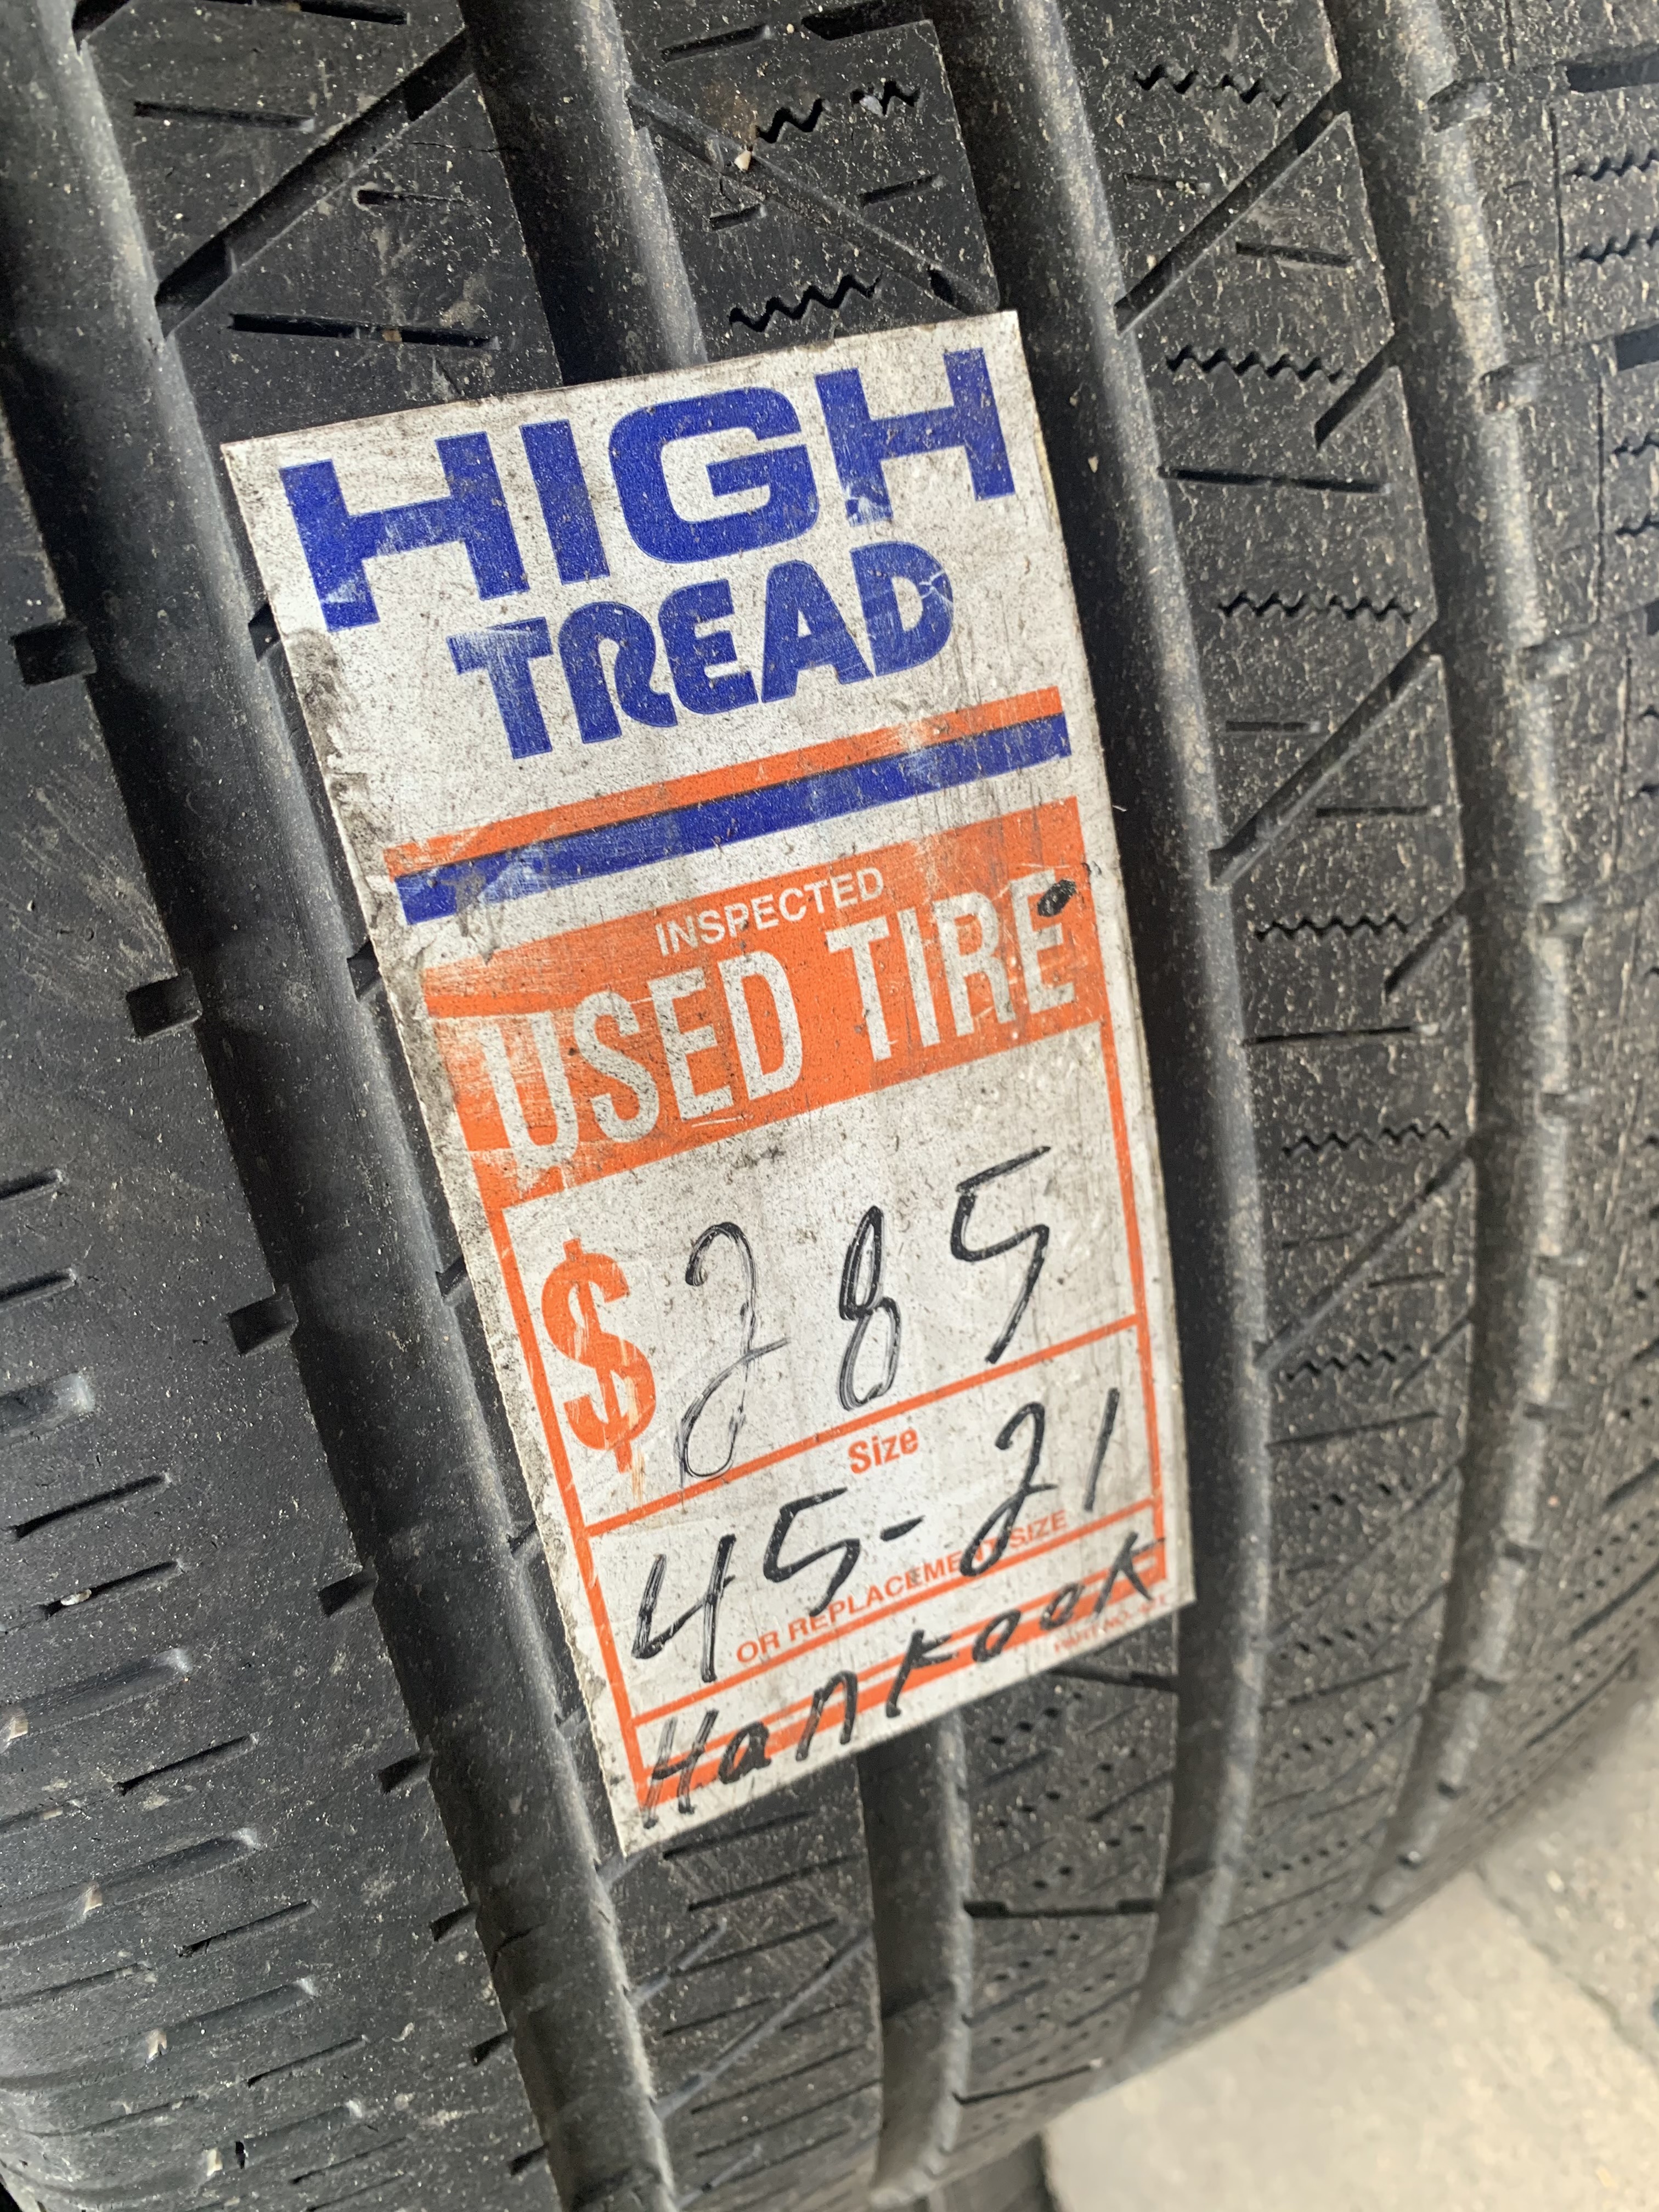 HIGH
TREAD
INSPECTED
USED TIRE
$ 285
Size
45-21
OR REPLACEMENT SIZE
Hankook